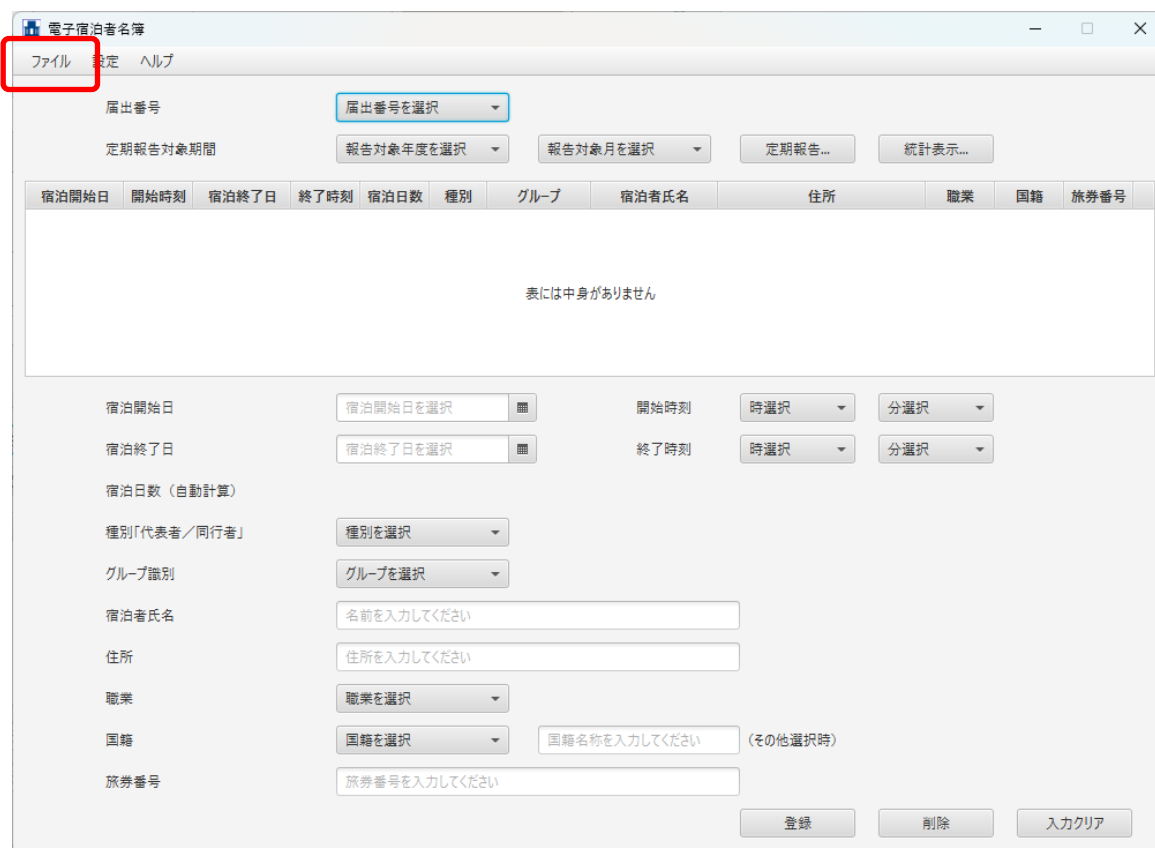 電子宿泊者名簿
ファイル 設定 ヘルプ
届出番号 届出番号を選択
定期報告対象期間 報告対象年度を選択 報告対象月を選択 定期報告... 統計表示...
宿泊開始日 開始時刻 宿泊終了日 終了時刻 宿泊日数 種別 グループ 宿泊者氏名 住所 職業 国籍 旅券番号
表には中身がありません
宿泊開始日 宿泊開始日を選択 開始時刻 時選択 分選択
宿泊終了日 宿泊終了日を選択 終了時刻 時選択 分選択
宿泊日数（自動計算）
種別「代表者／同行者」 種別を選択
グループ識別 グループを選択
宿泊者氏名 名前を入力してください
住所 住所を入力してください
職業 職業を選択
国籍 国籍を選択 国籍名称を入力してください （その他選択時）
旅券番号 旅券番号を入力してください
登録 削除 入力クリア